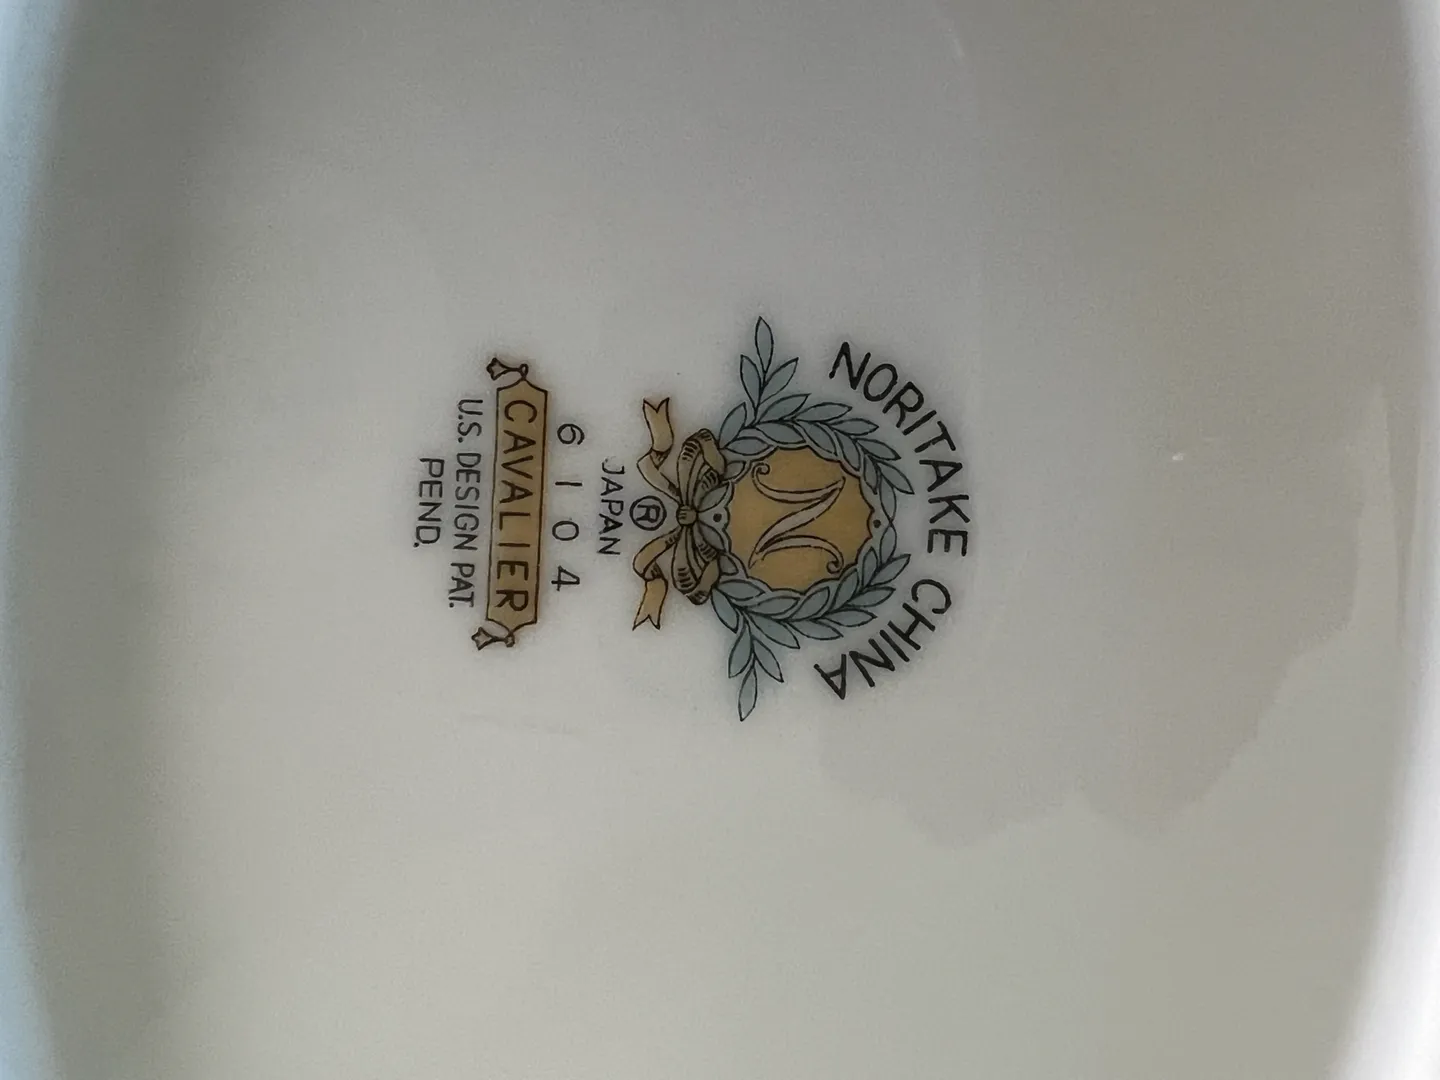 NORITAKE CHINA
N
®
JAPAN
6104
CAVALIER
U.S. DESIGN PAT.
PEND.